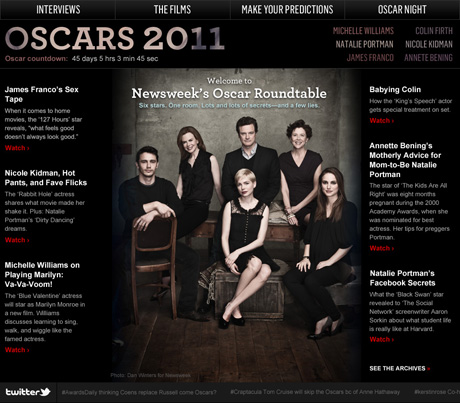 INTERVIEWS
THE FILMS
MAKE YOUR PREDICTIONS
OSCAR NIGHT
OSCARS 2011
Oscar countdown: 45 days 5 hrs 3 min 45 sec
MICHELLE WILLIAMS
COLIN FIRTH
NATALIE PORTMAN
NICOLE KIDMAN
JAMES FRANCO
ANNETE BENING
Welcome to
Newsweek's Oscar Roundtable
Six stars. One room. Lots and lots of secrets—and a few lies.
James Franco's Sex
Tape
When it comes to home
movies, the '127 Hours' star
reveals, "what feels good
doesn't always look good."
Watch ›
Nicole Kidman, Hot
Pants, and Fave Flicks
The 'Rabbit Hole' actress
shares what movie made her
shake it. Plus: Natalie
Portman's 'Dirty Dancing'
dreams.
Watch ›
Michelle Williams on
Playing Marilyn:
Va-Va-Voom!
The 'Blue Valentine' actress
will star as Marilyn Monroe in
a new film. Williams
discusses learning to sing,
walk, and wiggle like the
famed actress.
Watch ›
Babying Colin
How the 'King's Speech' actor
gets special treatment on set.
Watch ›
Annette Bening's
Motherly Advice for
Mom-to-Be Natalie
Portman
The star of 'The Kids Are All
Right' was eight months
pregnant during the 2000
Academy Awards, when she
was nominated for best
actress. Her tips for preggers
Portman.
Watch ›
Natalie Portman's
Facebook Secrets
What the 'Black Swan' star
revealed to 'The Social
Network' screenwriter Aaron
Sorkin about what student life
is really like at Harvard.
Watch ›
SEE THE ARCHIVES ›
Photo: Dan Winters for Newsweek
twitter
#AwardsDaily thinking Coens replace Russell come Oscars?
#Craptacula Tom Cruise will skip the Oscars bc of Anne Hathaway
#Kerensinrose Co